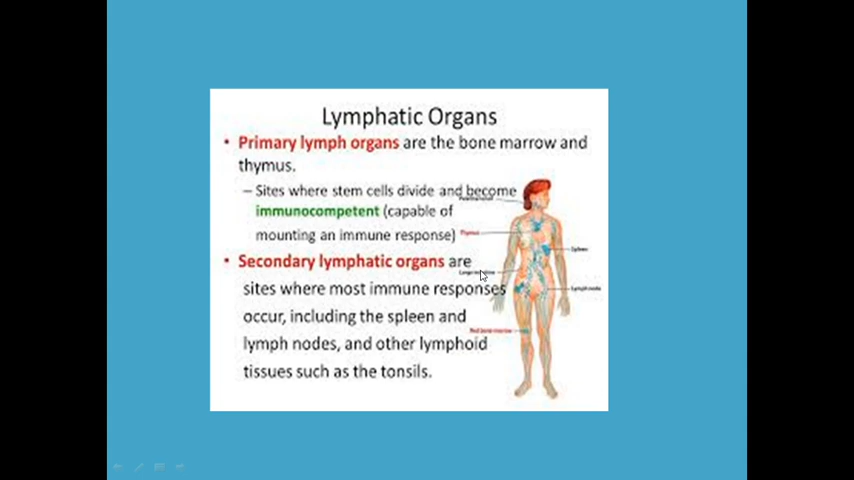 Lymphatic Organs
• Primary lymph organs are the bone marrow and
thymus.
– Sites where stem cells divide and become
immunocompetent (capable of
mounting an immune response)
• Secondary lymphatic organs are
sites where most immune responses
occur, including the spleen and
lymph nodes, and other lymphoid
tissues such as the tonsils.
Thymus
Spleen
Lymph node
Red bone marrow